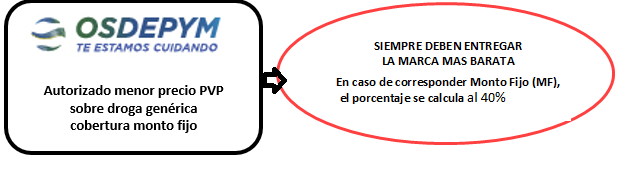 OSDEPYM
TE ESTAMOS CUIDANDO
Autorizado menor precio PVP
sobre droga genérica
cobertura monto fijo
SIEMPRE DEBEN ENTREGAR
LA MARCA MAS BARATA
En caso de corresponder Monto Fijo (MF),
el porcentaje se calcula al 40%